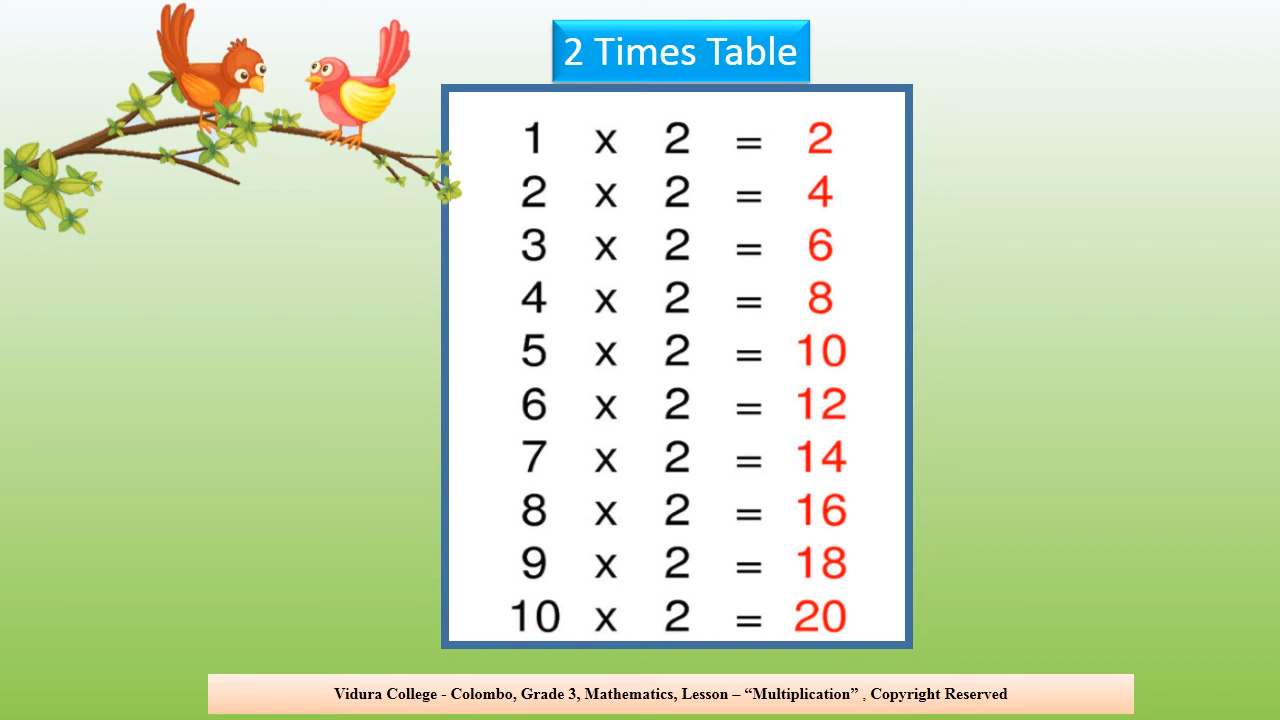 2 Times Table
1 x 2 = 2
2 x 2 = 4
3 x 2 = 6
4 x 2 = 8
5 x 2 = 10
6 x 2 = 12
7 x 2 = 14
8 x 2 = 16
9 x 2 = 18
10 x 2 = 20
Vidura College - Colombo, Grade 3, Mathematics, Lesson – “Multiplication” , Copyright Reserved